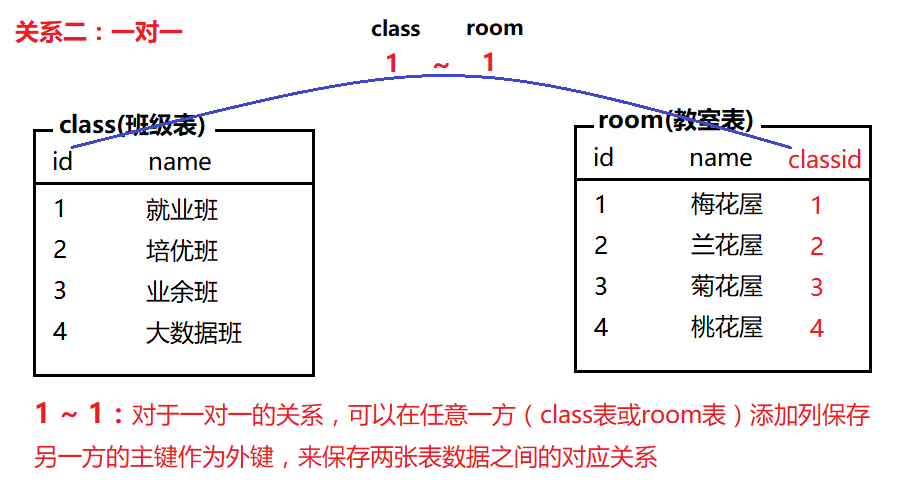 关系二：一对一
class room
1 ~ 1
class(班级表)
id name
1 就业班
2 培优班
3 业余班
4 大数据班
room(教室表)
id name classid
1 梅花屋 1
2 兰花屋 2
3 菊花屋 3
4 桃花屋 4
1 ~ 1：对于一对一的关系，可以在任意一方（class表或room表）添加列保存
另一方的主键作为外键，来保存两张表数据之间的对应关系